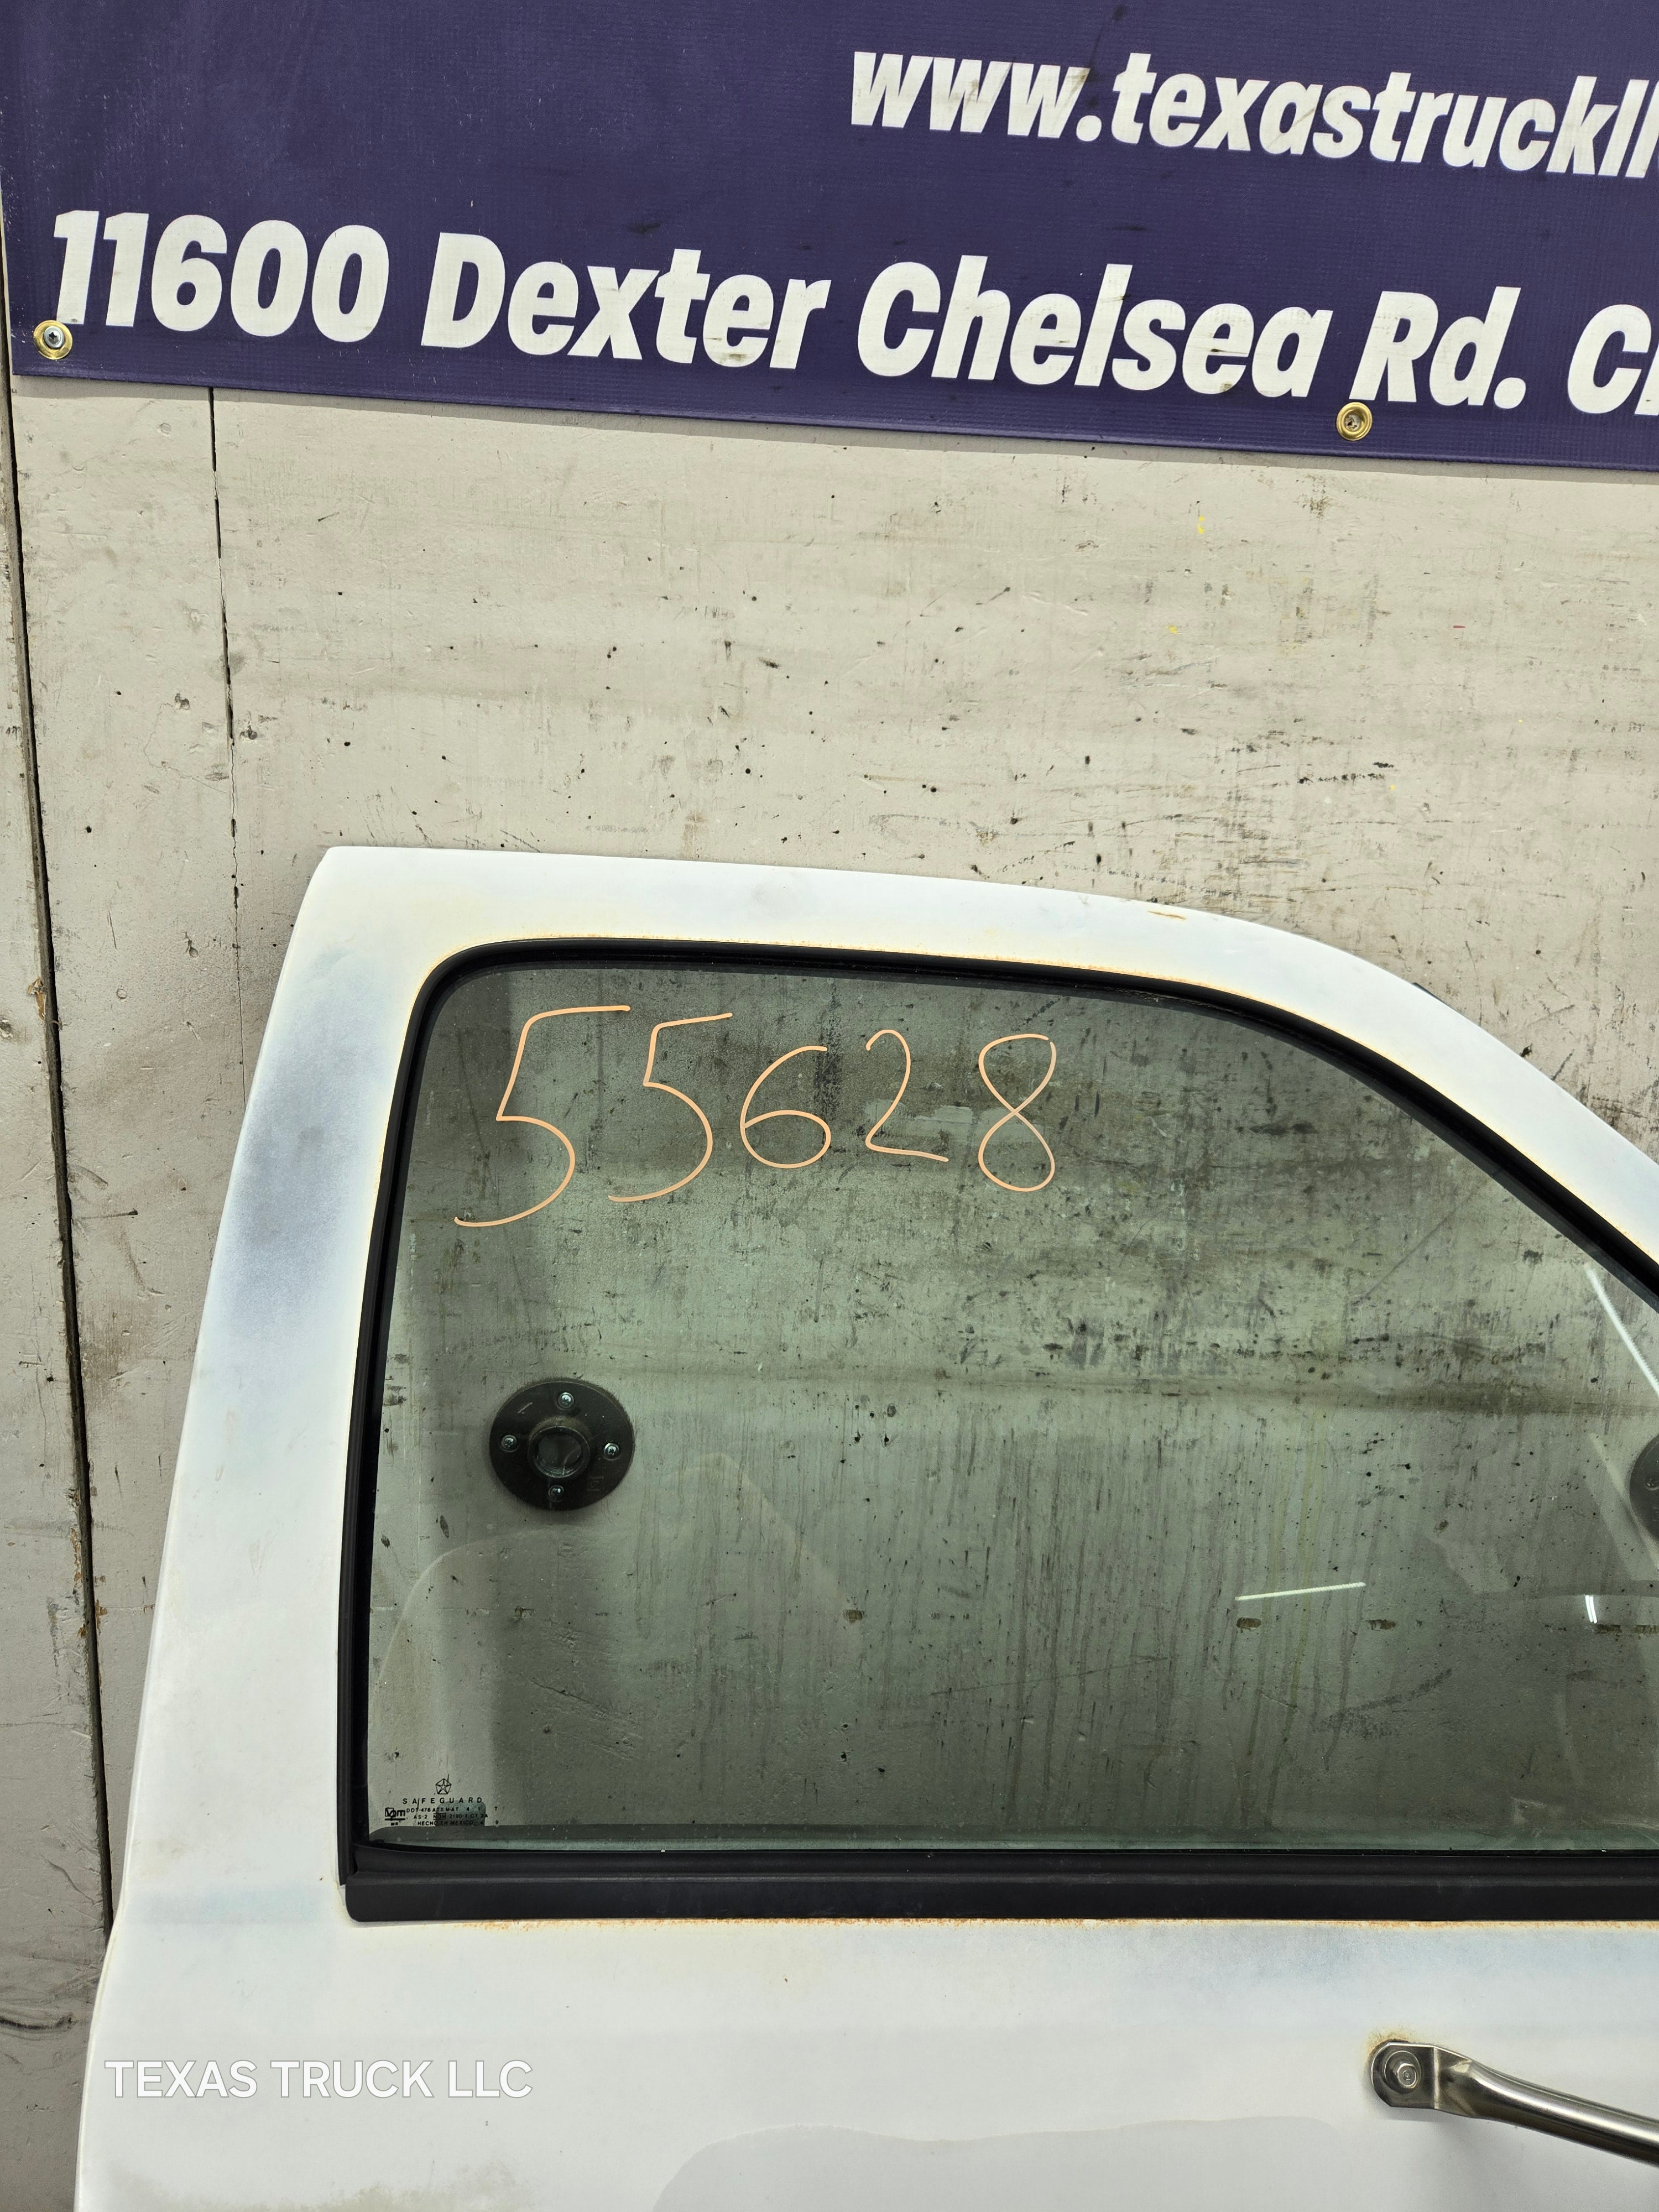 www.texastruckll
11600 Dexter Chelsea Rd.
55628
SAFEGUARD
TEXAS TRUCK LLC